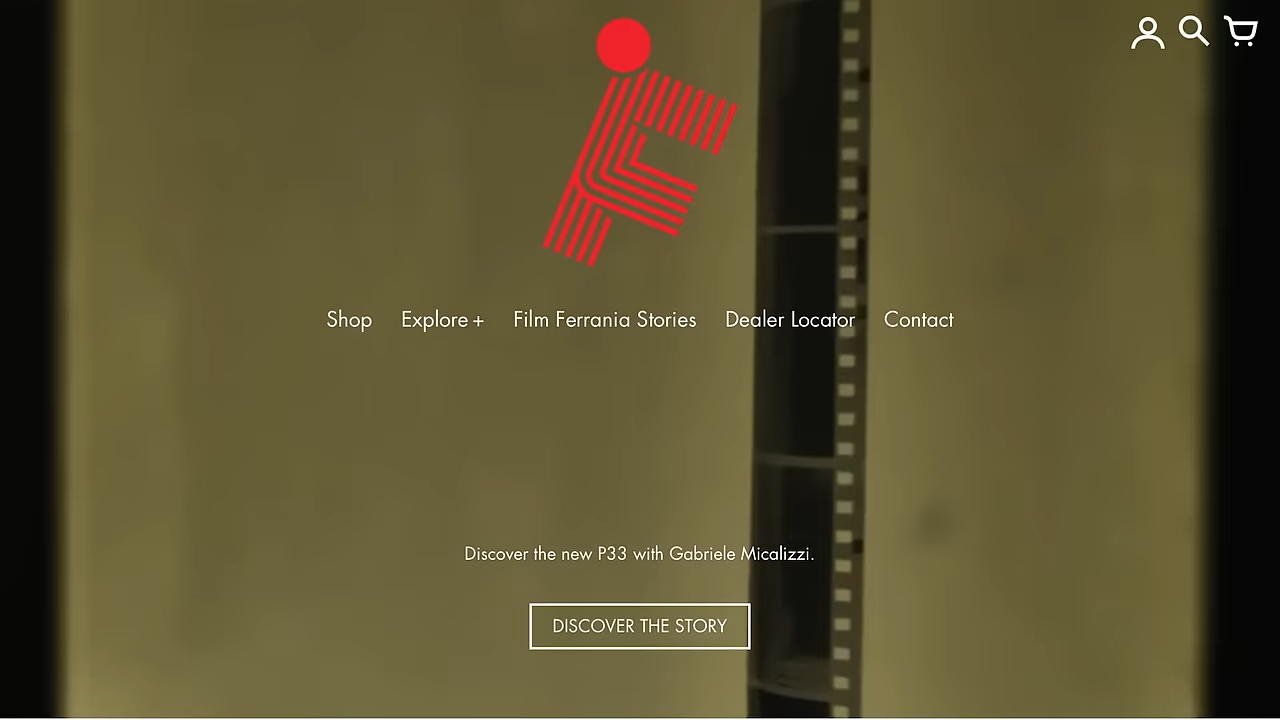 Shop Explore + Film Ferrania Stories Dealer Locator Contact
Discover the new P33 with Gabriele Micalizzi.
DISCOVER THE STORY